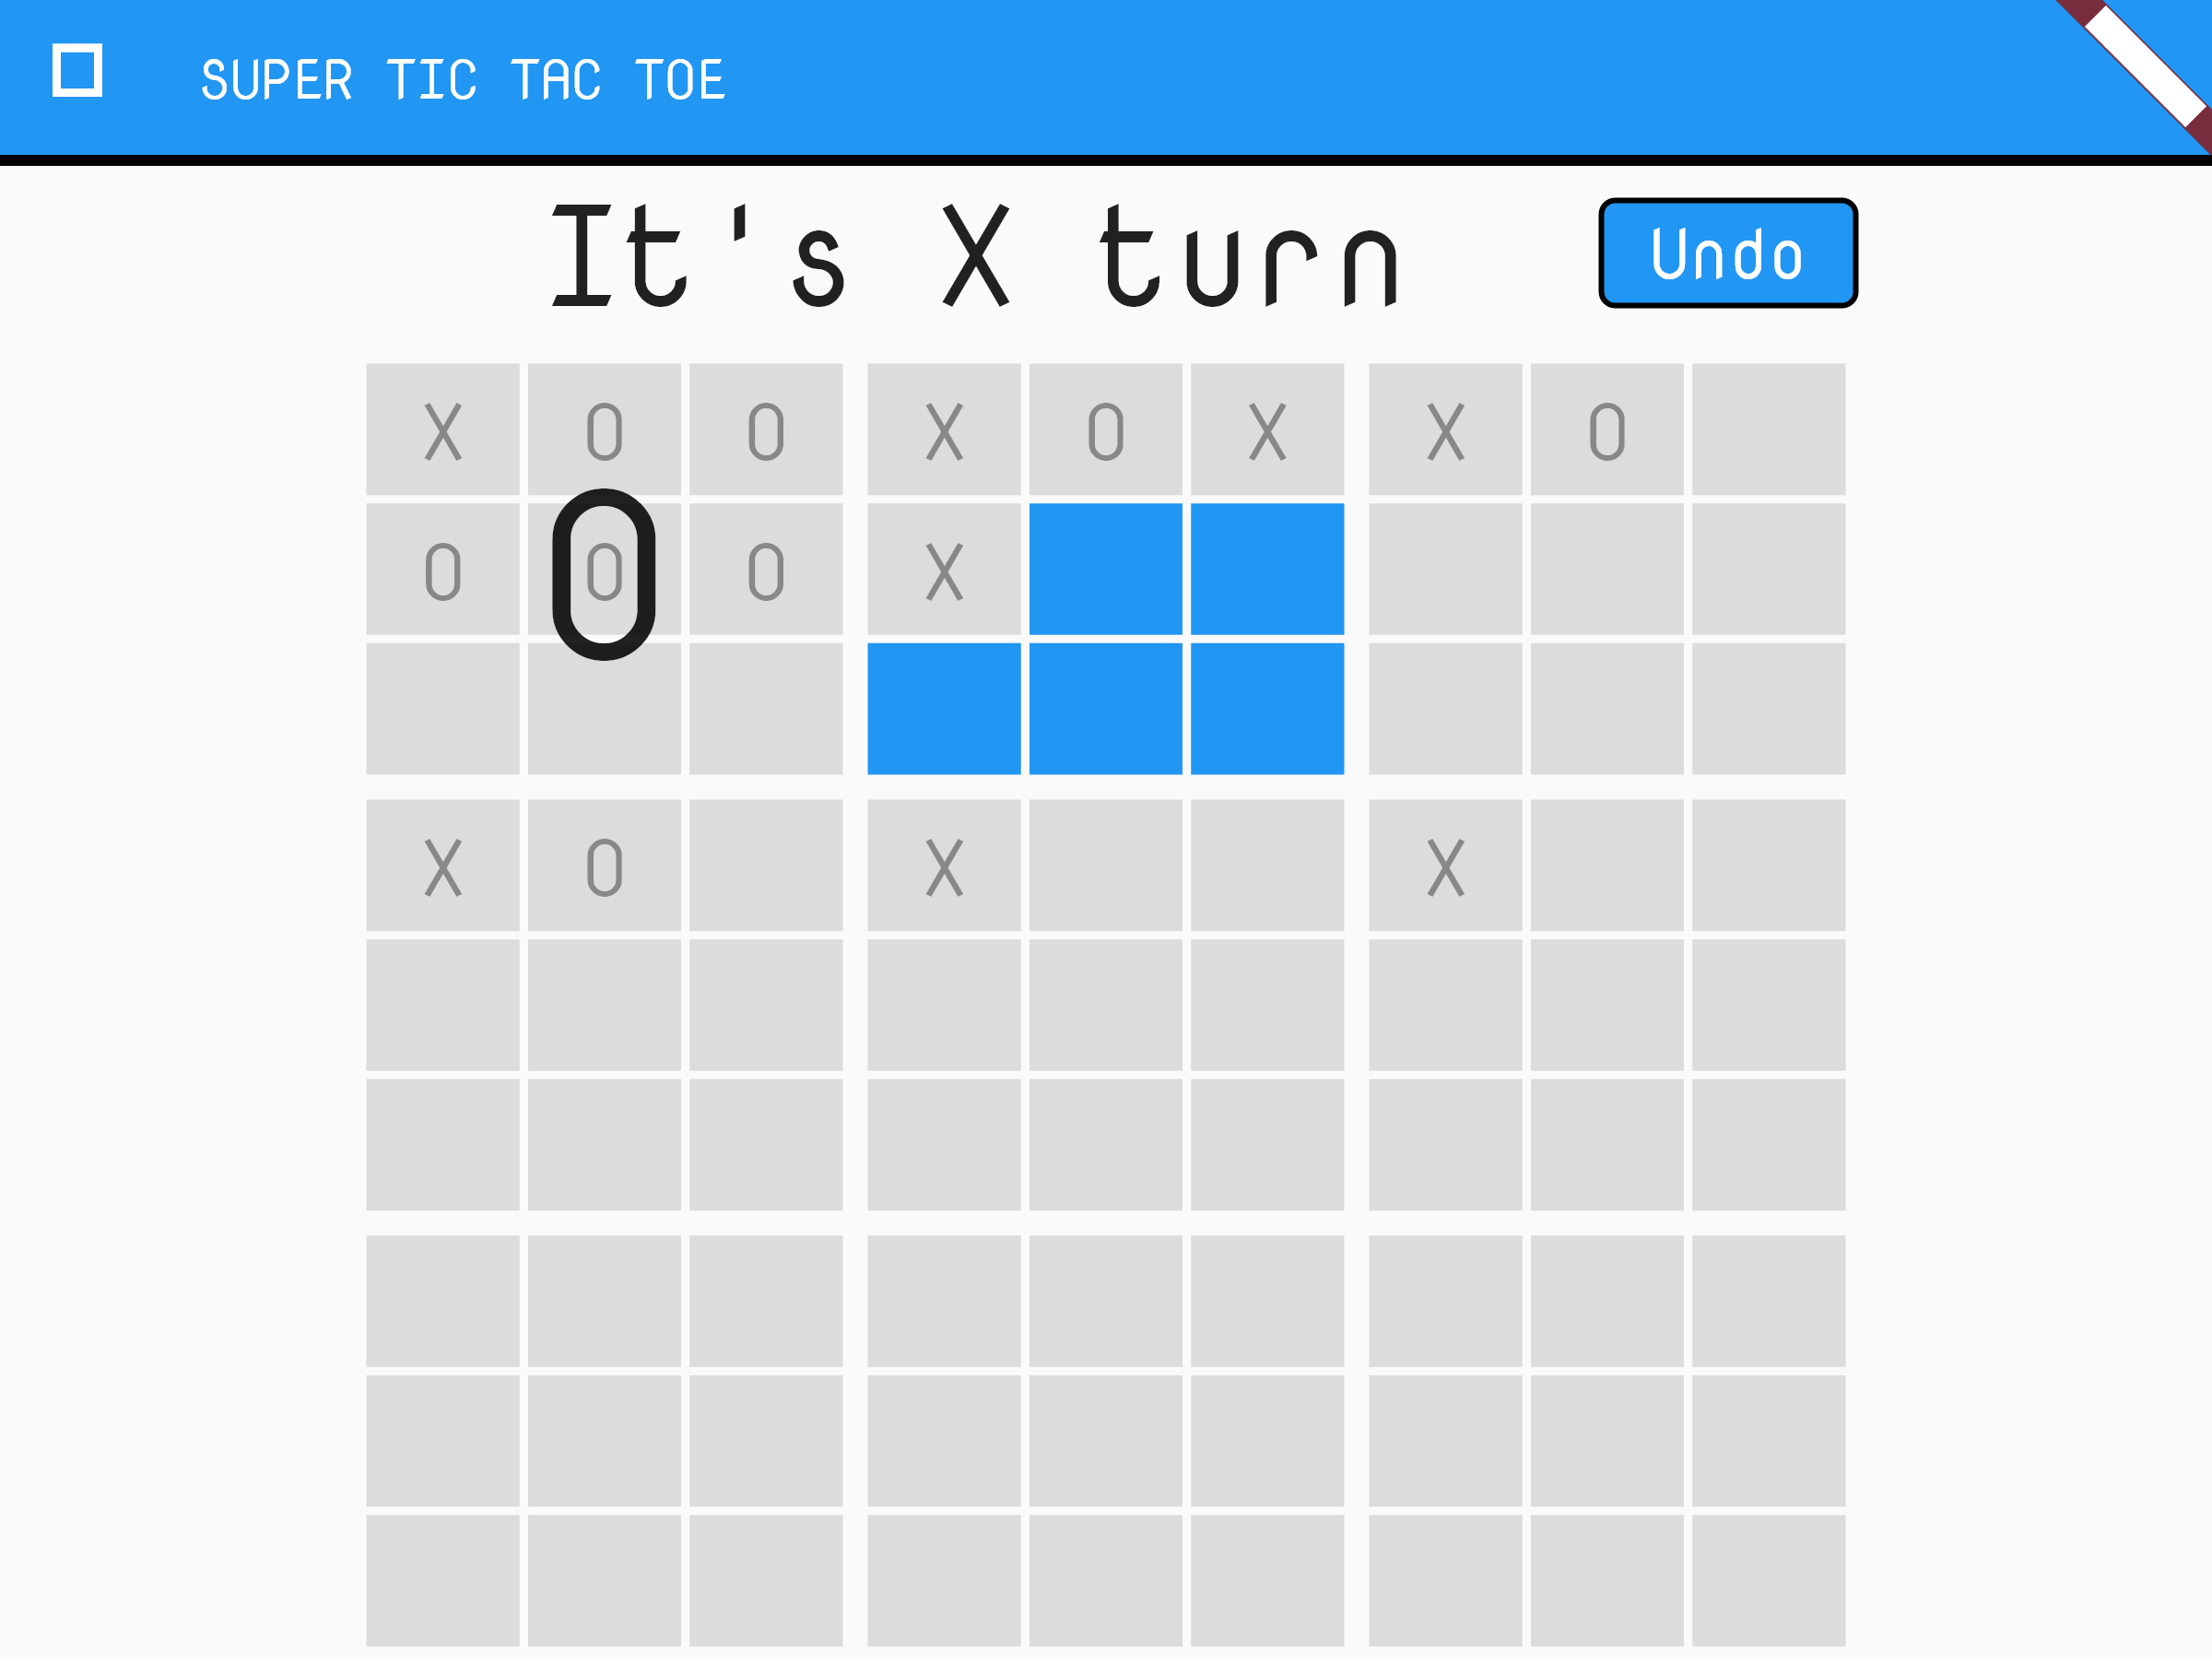 SUPER TIC TAC TOE
It's X turn
Undo
X O O X O X X O
O O O X
O
X O X X